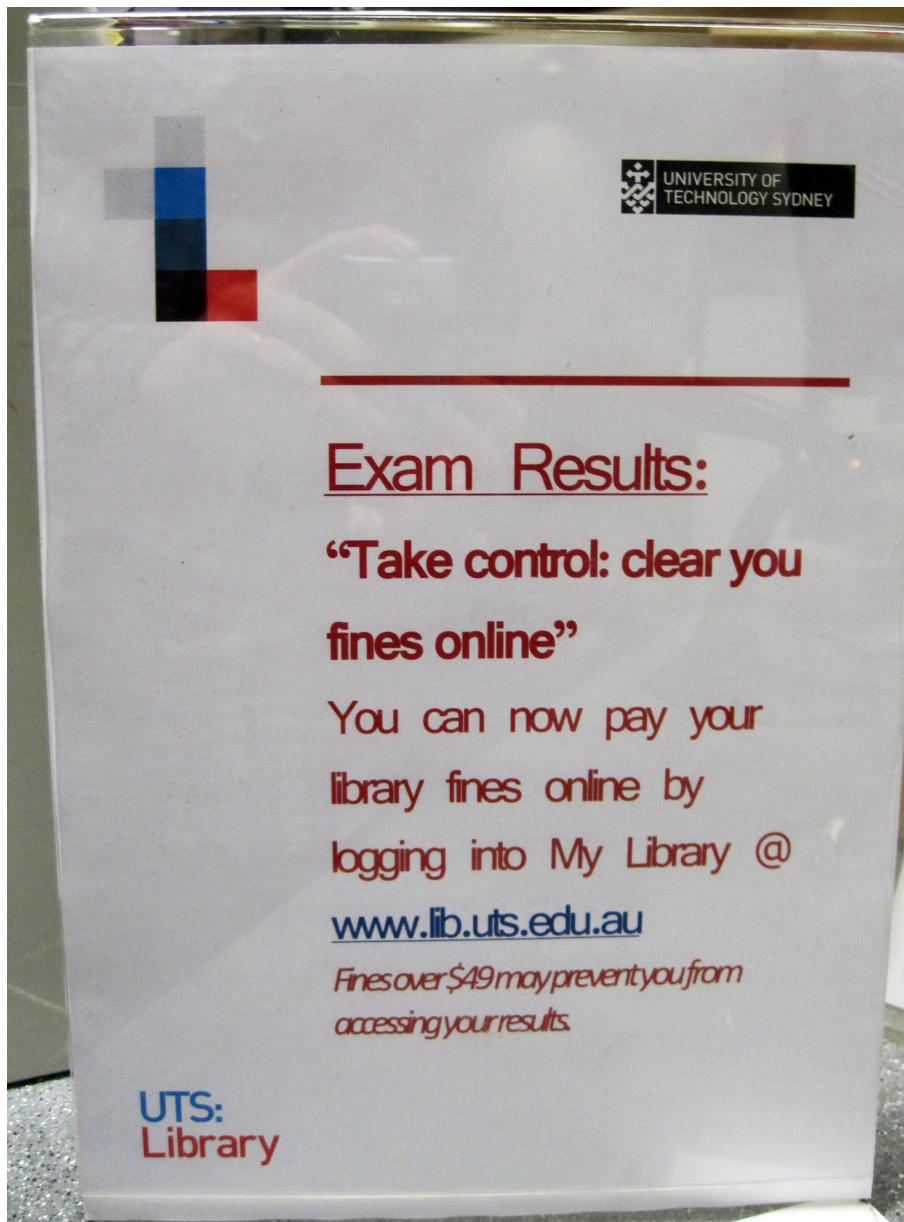 UNIVERSITY OF
TECHNOLOGY SYDNEY
Exam Results:
“Take control: clear you
fines online”
You can now pay your
library fines online by
logging into My Library @
www.lib.uts.edu.au
Fines over $49 may prevent you from
accessing your results.
UTS:
Library